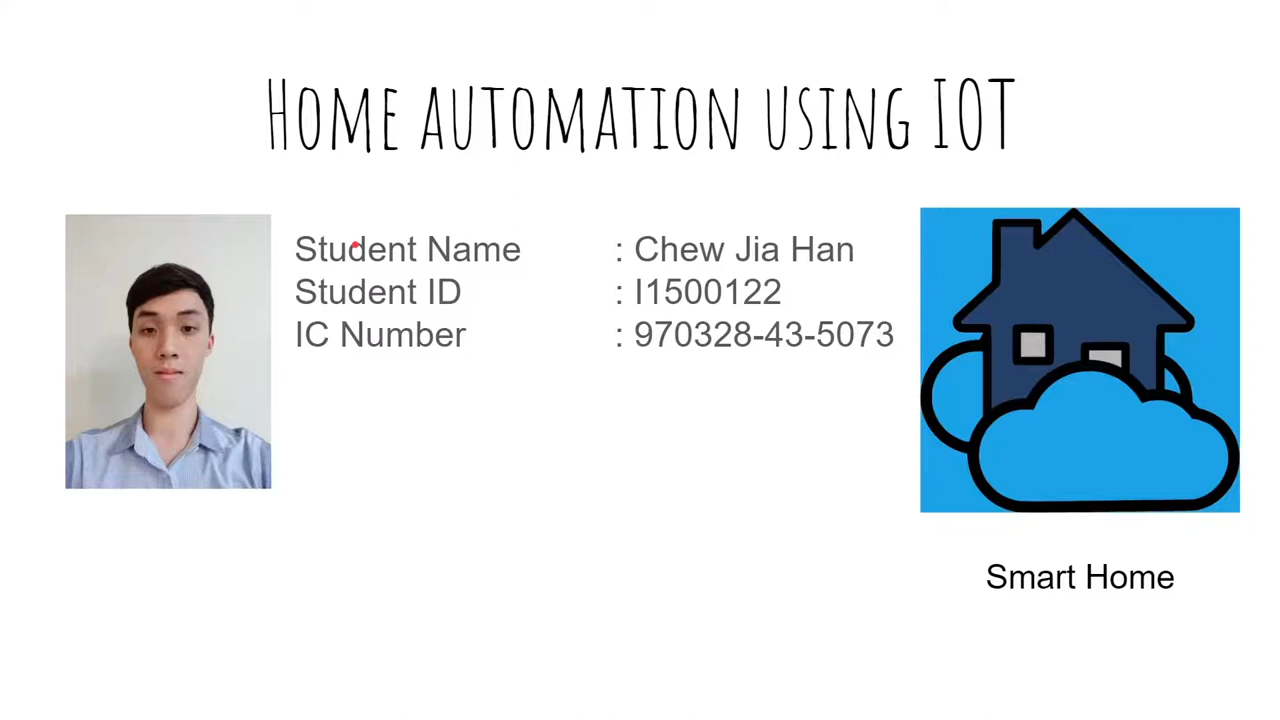 HOME AUTOMATION USING IOT
Student Name : Chew Jia Han
Student ID : I1500122
IC Number : 970328-43-5073
Smart Home